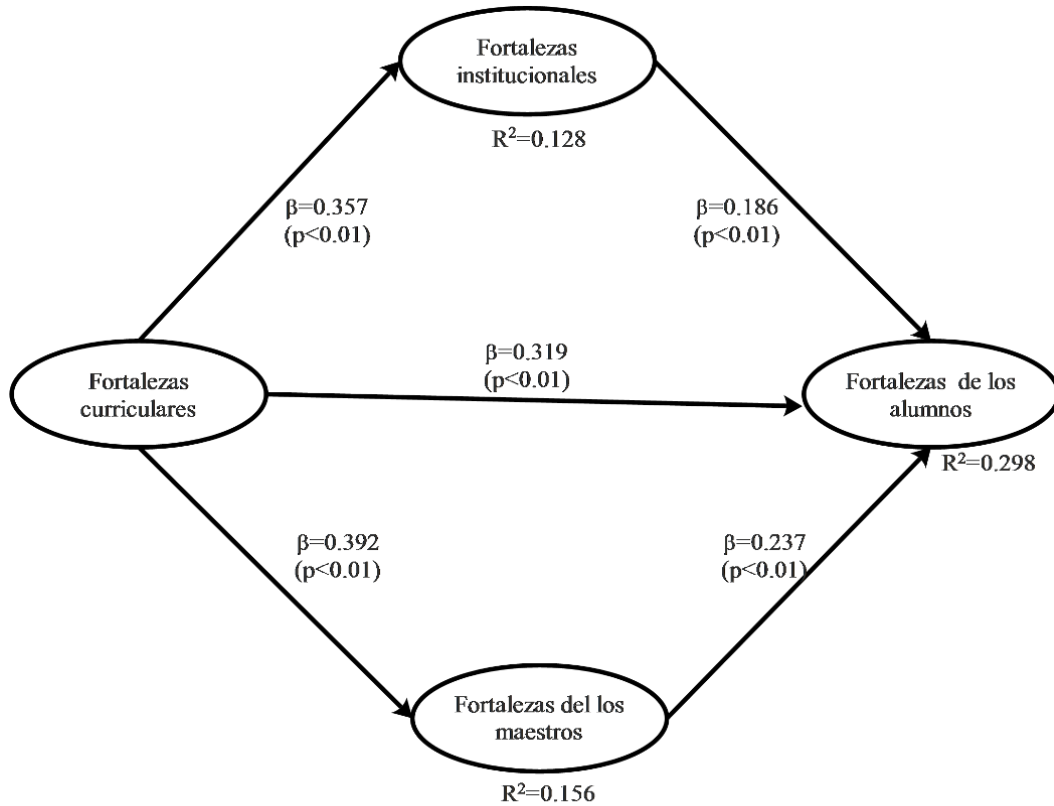 Fortalezas
institucionales
R²=0.128
β=0.357
(p<0.01)
β=0.186
(p<0.01)
β=0.319
(p<0.01)
Fortalezas
curriculares
Fortalezas de los
alumnos
R²=0.298
β=0.392
(p<0.01)
β=0.237
(p<0.01)
Fortalezas del los
maestros
R²=0.156